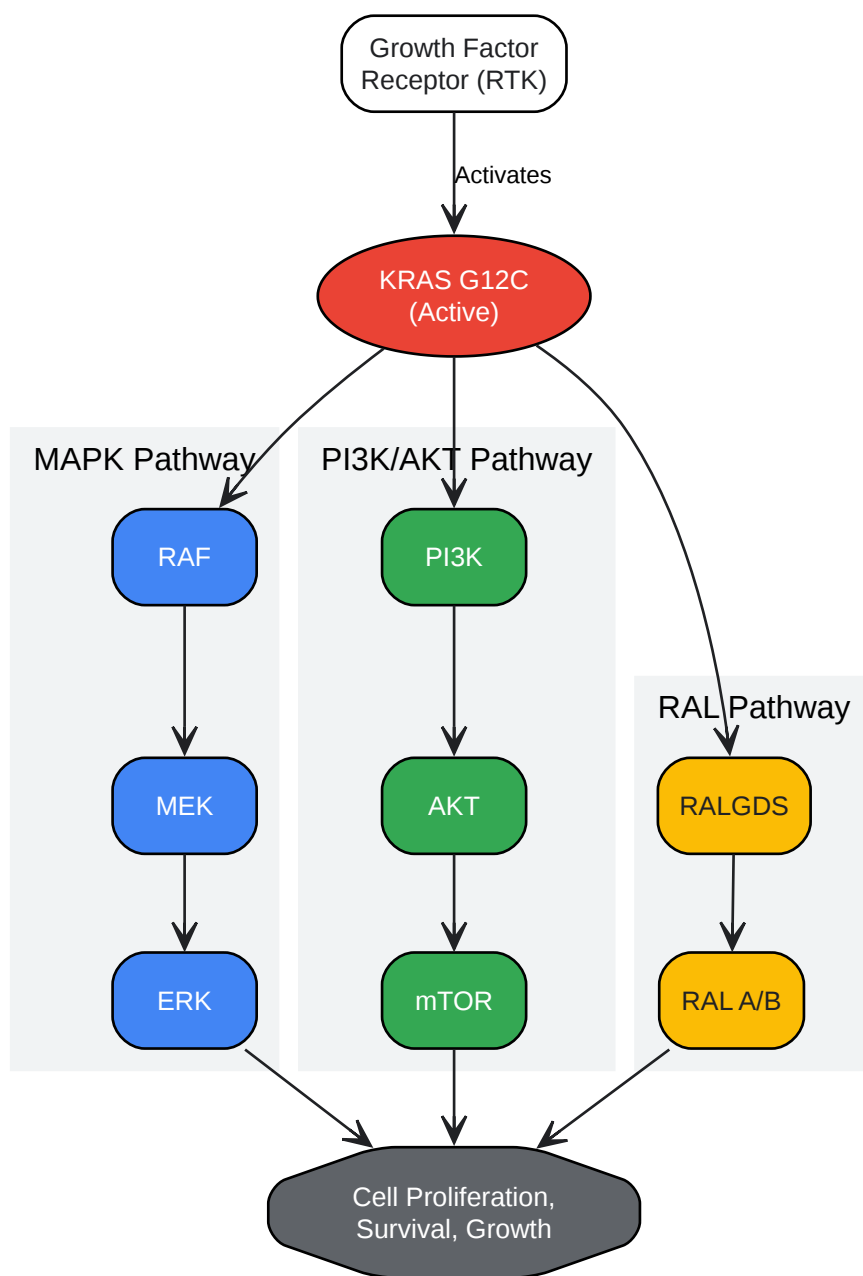 Growth Factor
Receptor (RTK)
Activates
KRAS G12C
(Active)
MAPK Pathway
PI3K/AKT Pathway
RAF
PI3K
RAL Pathway
MEK
AKT
RALGDS
ERK
mTOR
RAL A/B
Cell Proliferation,
Survival, Growth